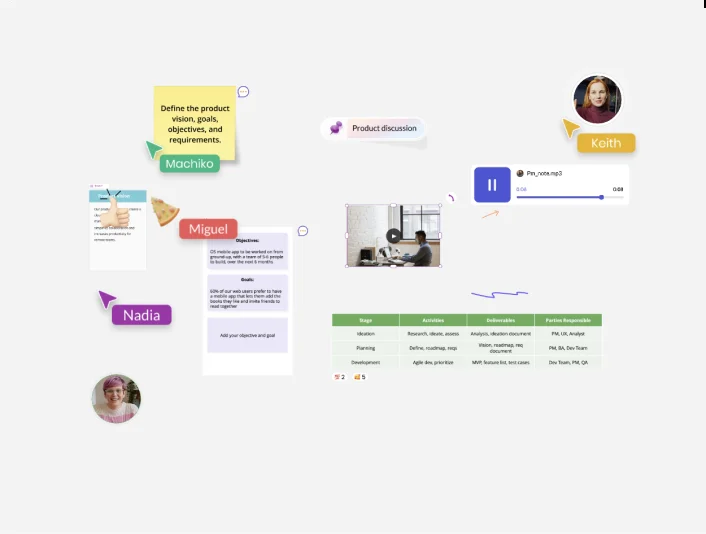 Define the product
vision, goals,
objectives, and
requirements.
Machiko
Product discussion
Keith
Pin_note.mp3
0:04
0:08
Miguel
Objectives:
iOS mobile app to be worked on from
ground-up, with a team of 5-6 people
to build, over the next 6 months
Goals:
60% of our web users prefer to have
a mobile app that lets them add the
books they like and invite friends to
read together
Add your objective and goal
Nadia
Stage Activities Deliverables Parties Responsible
Ideation Research, ideate, assess Analysis, ideation document PM, UX, Analyst
Planning Define, roadmap, reqs Vision, roadmap, req document PM, BA, Dev Team
Development Agile dev, prioritize MVP, feature list, test cases Dev Team, PM, QA
2 5